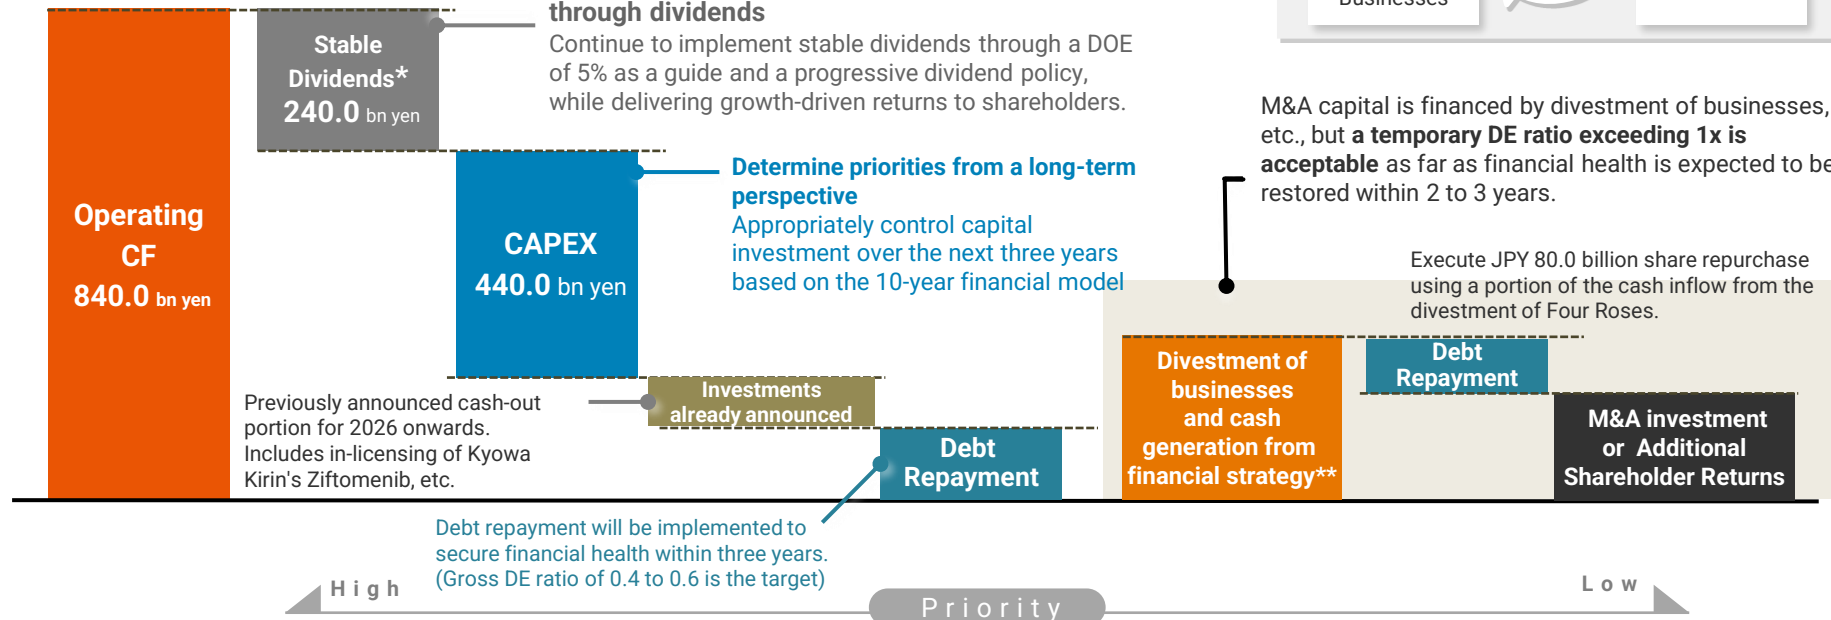 through dividends
Continue to implement stable dividends through a DOE
of 5% as a guide and a progressive dividend policy,
while delivering growth-driven returns to shareholders.
Businesses
Stable
Dividends*
240.0 bn yen
M&A capital is financed by divestment of businesses,
etc., but a temporary DE ratio exceeding 1x is
acceptable as far as financial health is expected to be
restored within 2 to 3 years.
Determine priorities from a long-term
perspective
Appropriately control capital
investment over the next three years
based on the 10-year financial model
Operating
CF
840.0 bn yen
CAPEX
440.0 bn yen
Execute JPY 80.0 billion share repurchase
using a portion of the cash inflow from the
divestment of Four Roses.
Previously announced cash-out
portion for 2026 onwards.
Includes in-licensing of Kyowa
Kirin's Ziftomenib, etc.
Investments
already announced
Debt
Repayment
Divestment of
businesses
and cash
generation from
financial strategy**
Debt
Repayment
M&A investment
or Additional
Shareholder Returns
Debt repayment will be implemented to
secure financial health within three years.
(Gross DE ratio of 0.4 to 0.6 is the target)
High
Priority
Low